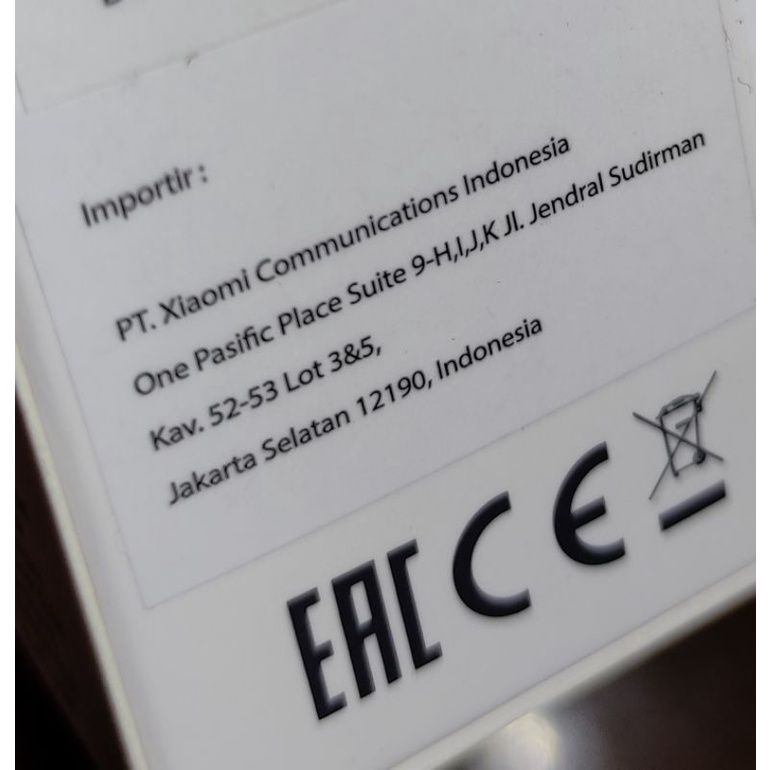 Importir :
PT. Xiaomi Communications Indonesia
One Pasific Place Suite 9-H,I,J,K Jl. Jendral Sudirman
Kav. 52-53 Lot 3&5,
Jakarta Selatan 12190, Indonesia
EAC CE